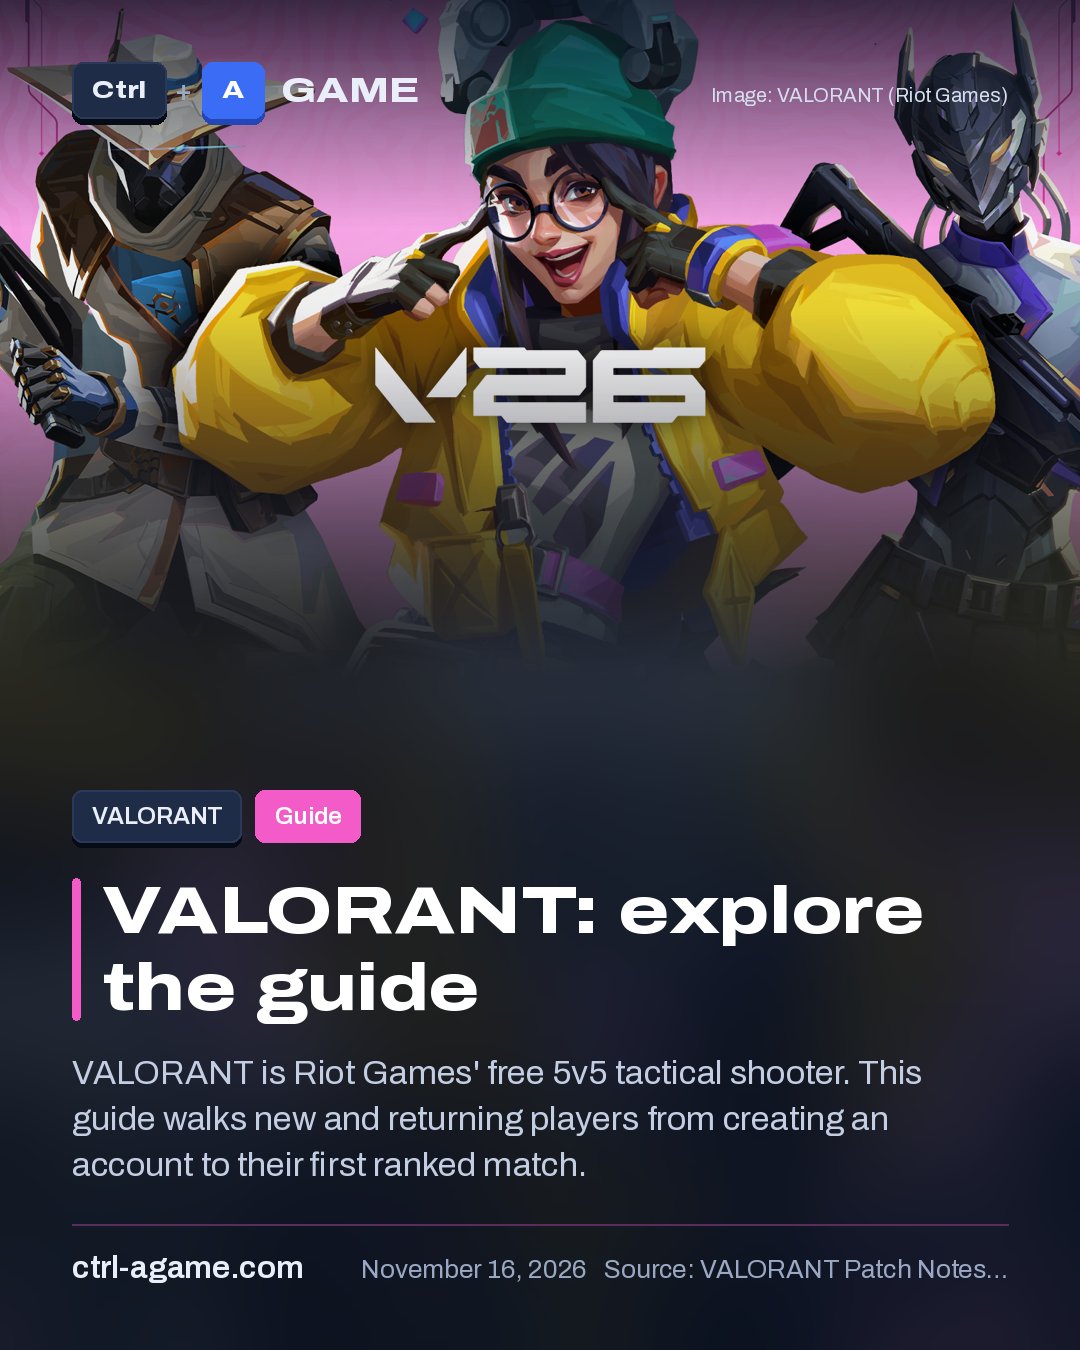 Ctrl + A GAME
Image: VALORANT (Riot Games)
V26
VALORANT
Guide
VALORANT: explore
the guide
VALORANT is Riot Games' free 5v5 tactical shooter. This
guide walks new and returning players from creating an
account to their first ranked match.
ctrl-agame.com
November 16, 2026 Source: VALORANT Patch Notes...